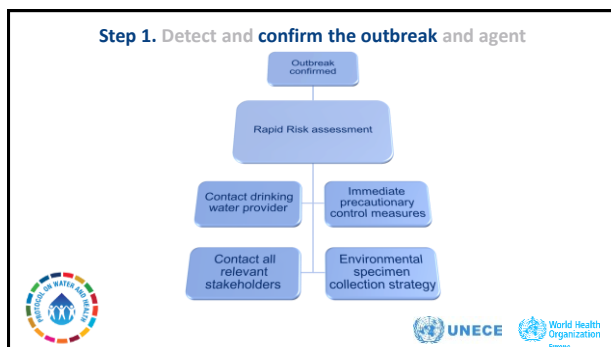 Step 1. Detect and confirm the outbreak and agent
Outbreak
confirmed
Rapid Risk assessment
Contact drinking
water provider
Immediate
precautionary
control measures
Contact all
relevant
stakeholders
Environmental
specimen
collection strategy
PROTOCOL ON WATER AND HEALTH
UNECE
World Health
Organization
Europe